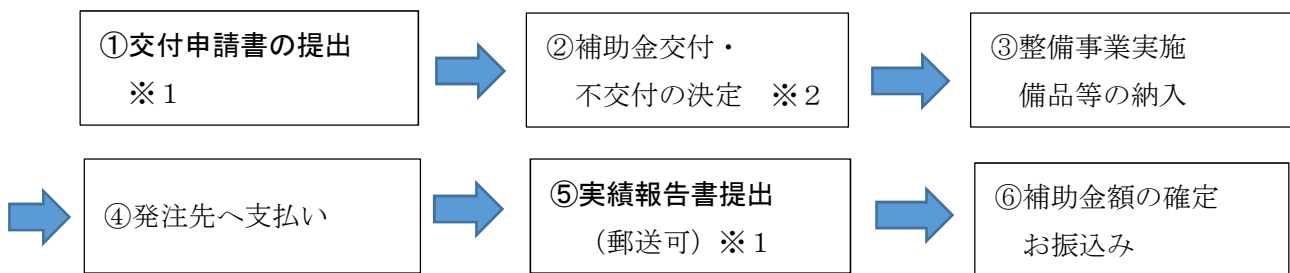 ①交付申請書の提出
※１
②補助金交付・
不交付の決定　※２
③整備事業実施
備品等の納入
④発注先へ支払い
⑤実績報告書提出
（郵送可）※１
⑥補助金額の確定
お振込み